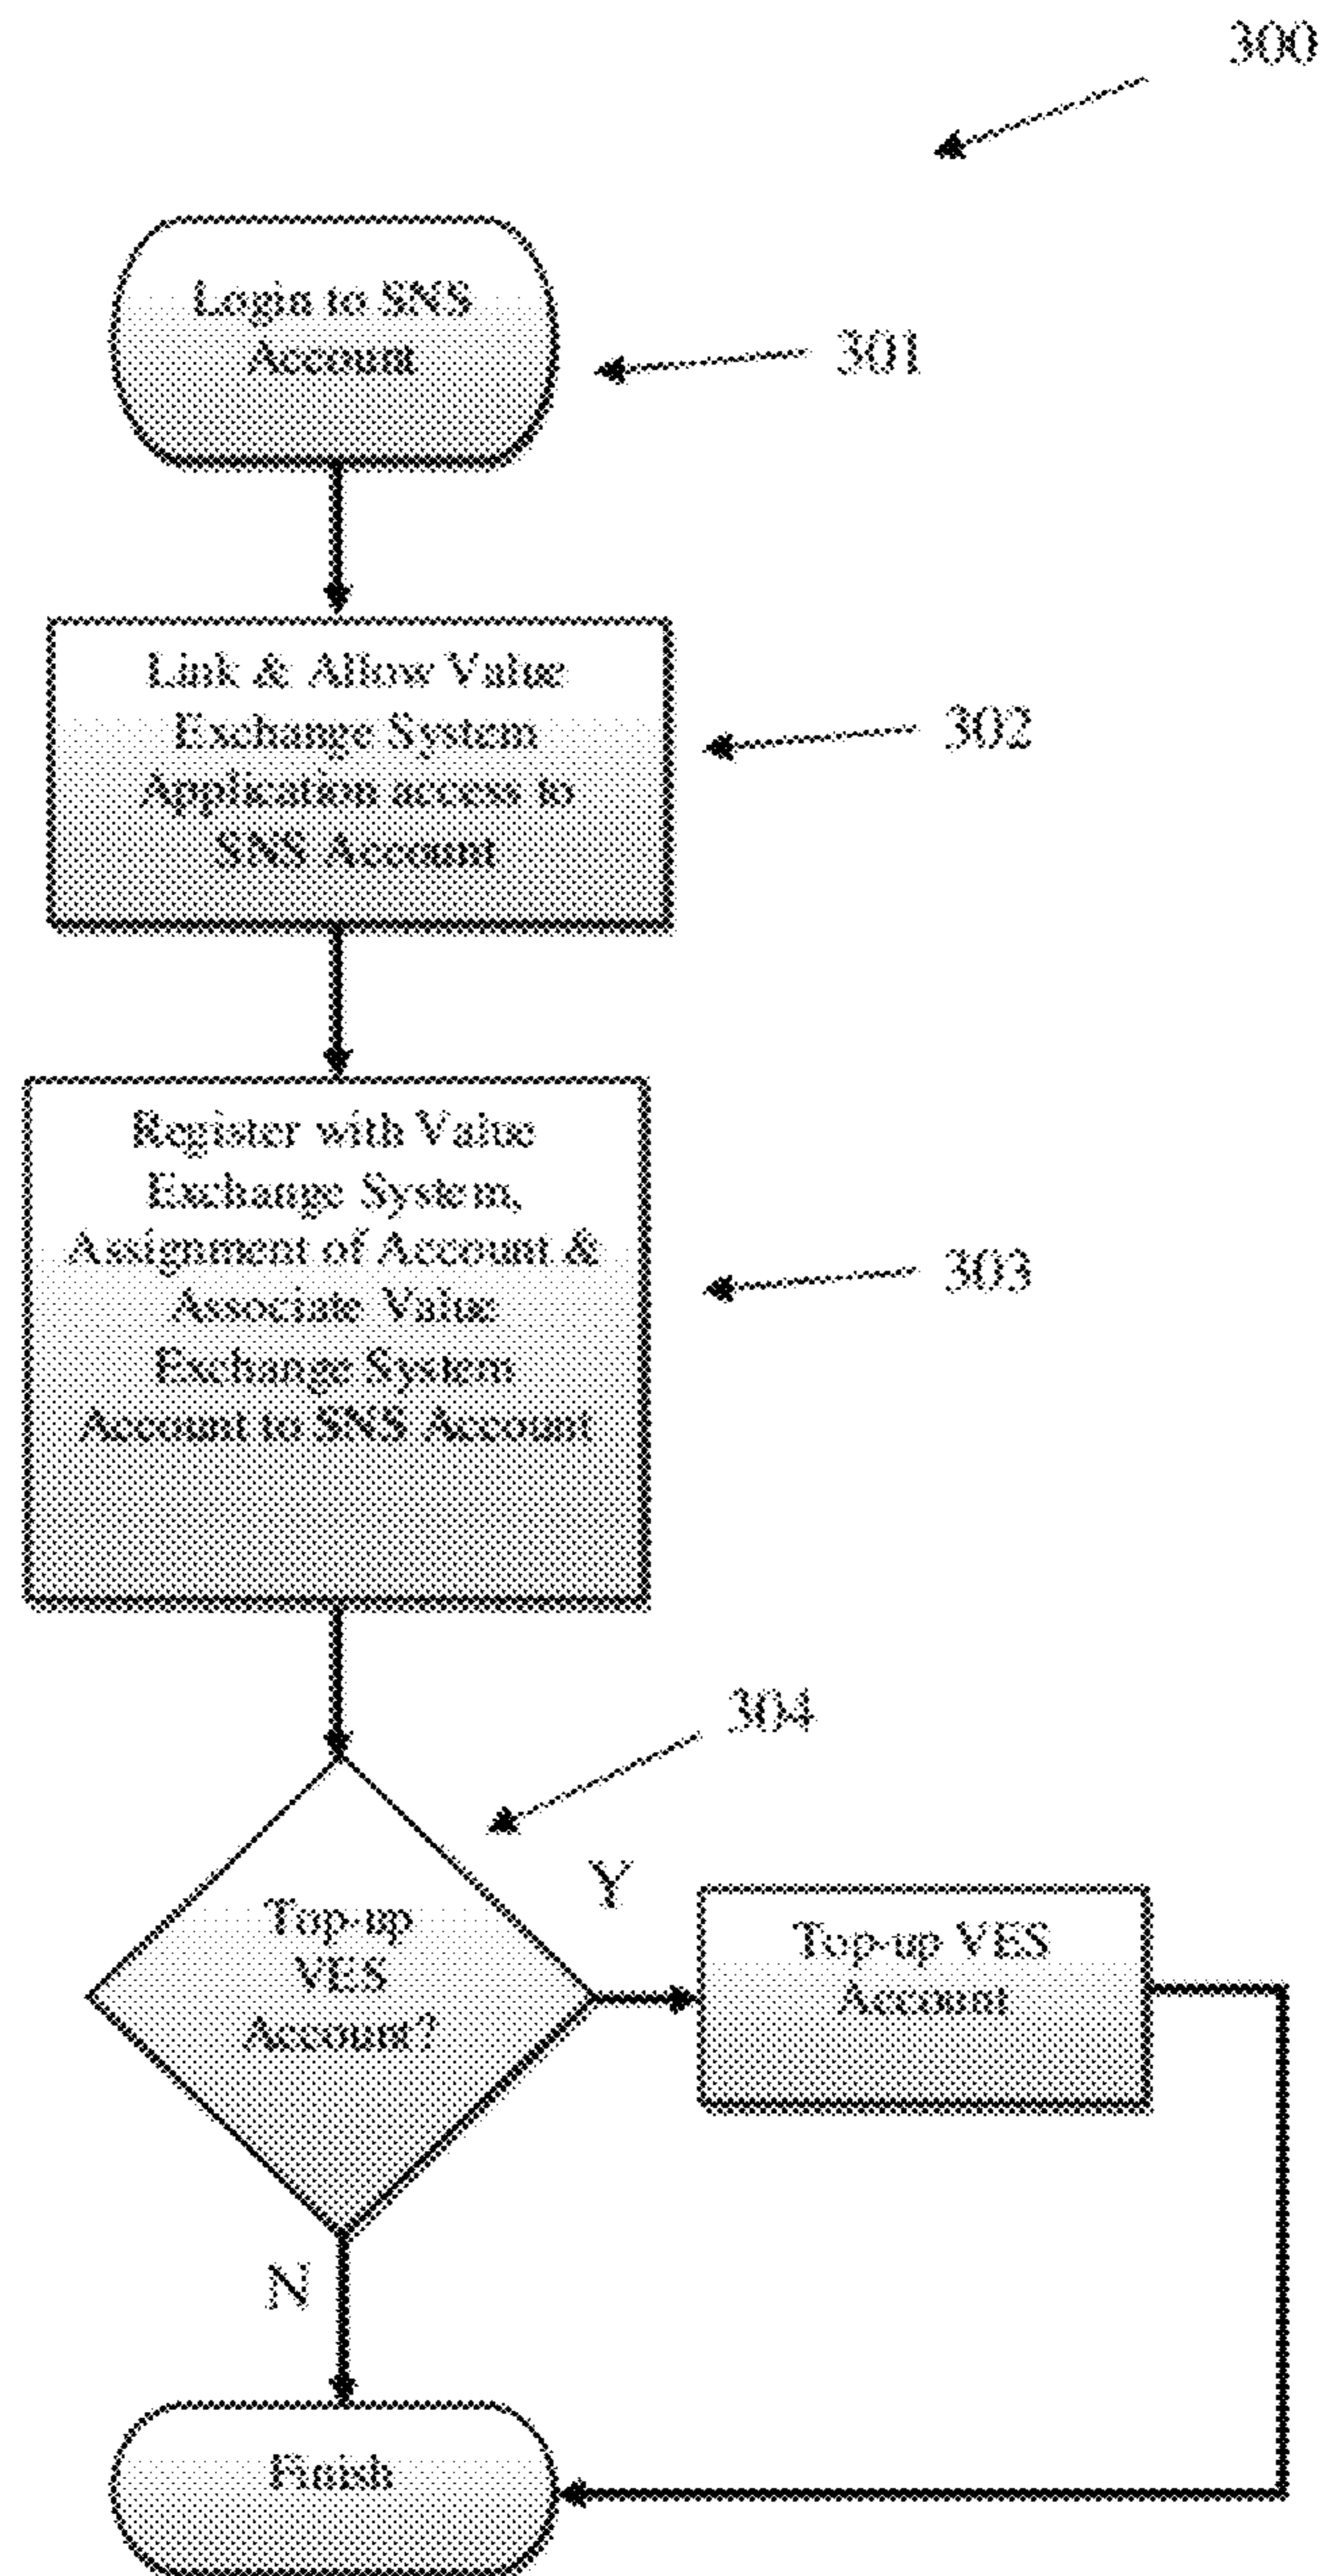 300
Login to SNS
Account
301
Link & Allow Value
Exchange System
Application access to
SNS Account
302
Register with Value
Exchange System,
Assignment of Account &
Associate Value
Exchange System
Account to SNS Account
303
304
Top-up
VES
Account?
Y
Top-up VES
Account
N
Finish